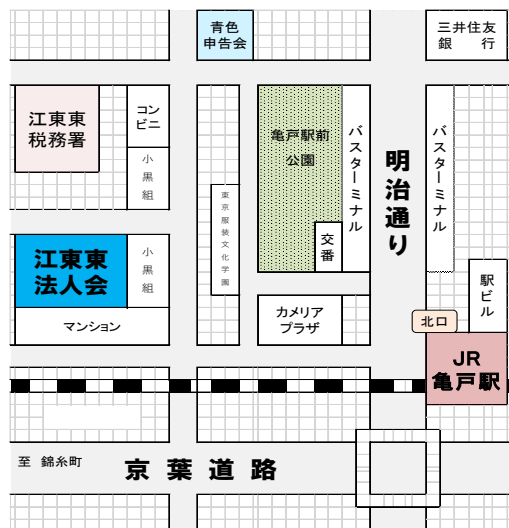 青色
申告会
三井住友
銀 行
江東東
税務署
コン
ビニ
小黒組
亀戸駅前
公園
バスターミナル
明治通り
バスターミナル
東京服装文化学園
交番
江東東
法人会
小黒組
マンション
カメリア
プラザ
駅ビル
北口
JR
亀戸駅
至 錦糸町
京葉道路